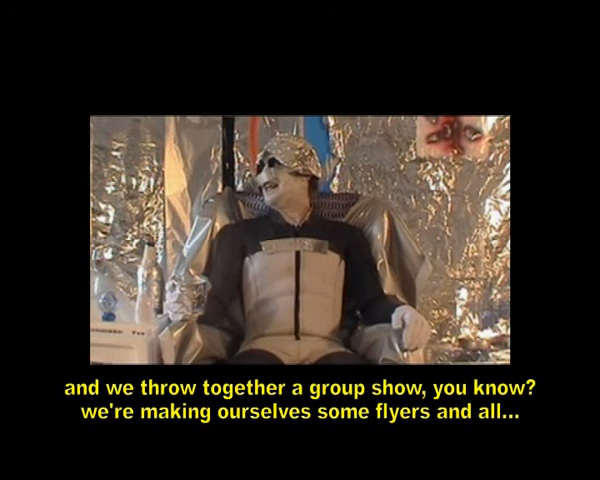 and we throw together a group show, you know?
we're making ourselves some flyers and all...